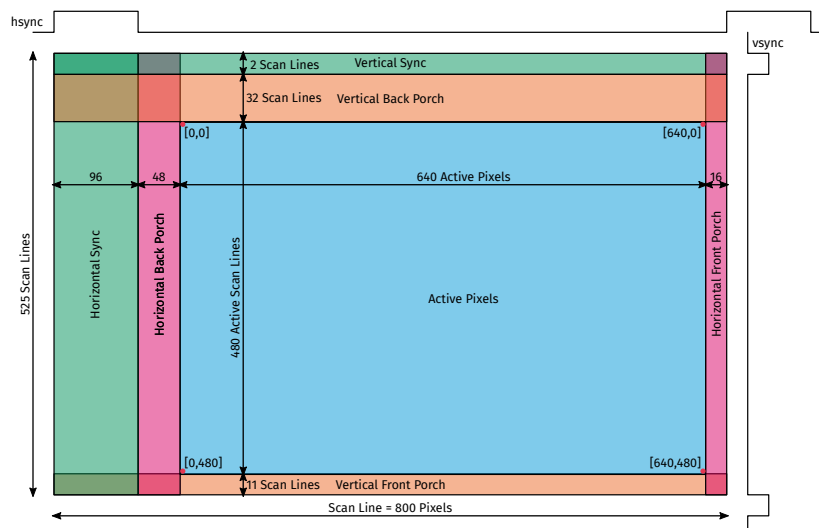 hsync
vsync
2 Scan Lines
Vertical Sync
32 Scan Lines
Vertical Back Porch
[0,0]
[640,0]
96
48
640 Active Pixels
16
525 Scan Lines
Horizontal Sync
Horizontal Back Porch
480 Active Scan Lines
Active Pixels
Horizontal Front Porch
[0,480]
[640,480]
11 Scan Lines
Vertical Front Porch
Scan Line = 800 Pixels